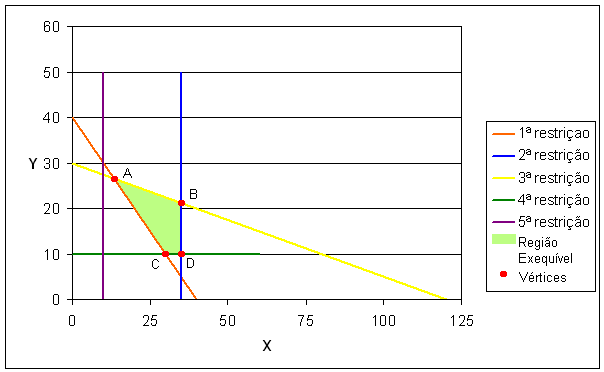 60
50
40
30
20
10
0
Y
0
25
50
75
100
125
X
A
B
C
D
1ª restriçao
2ª restrição
3ª restrição
4ª restrição
5ª restrição
Região
Exequível
Vértices